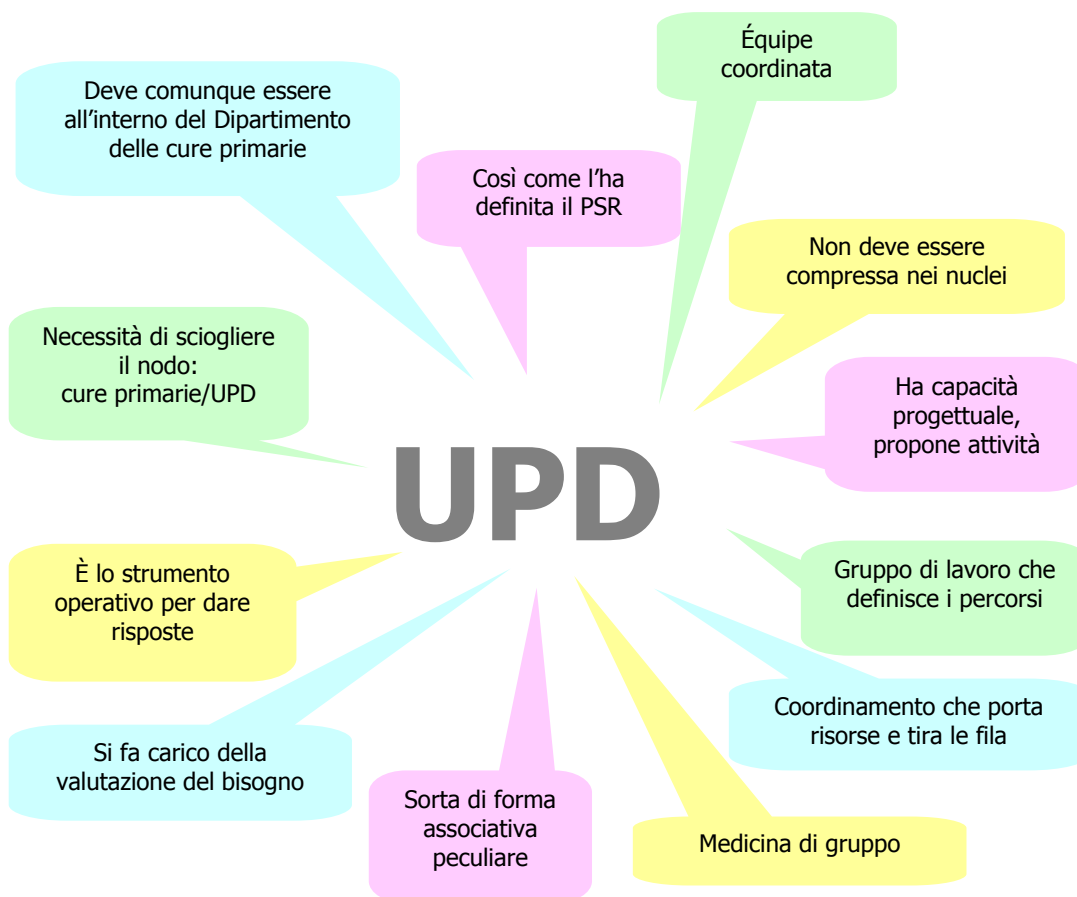 Équipe
coordinata
Deve comunque essere
all'interno del Dipartimento
delle cure primarie
Così come l'ha
definita il PSR
Non deve essere
compressa nei nuclei
Necessità di sciogliere
il nodo:
cure primarie/UPD
Ha capacità
progettuale,
propone attività
UPD
È lo strumento
operativo per dare
risposte
Gruppo di lavoro che
definisce i percorsi
Coordinamento che porta
risorse e tira le fila
Si fa carico della
valutazione del bisogno
Sorta di forma
associativa
peculiare
Medicina di gruppo